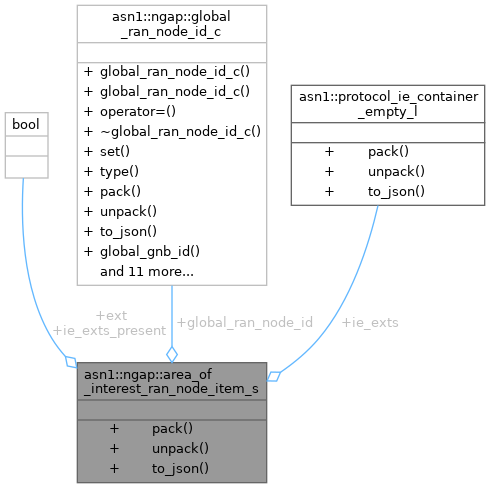 asn1::ngap::global
_ran_node_id_c
+ global_ran_node_id_c()
+ global_ran_node_id_c()
+ operator=()
+ ~global_ran_node_id_c()
+ set()
+ type()
+ pack()
+ unpack()
+ to_json()
+ global_gnb_id()
and 11 more...
bool
asn1::protocol_ie_container
_empty_l
+ pack()
+ unpack()
+ to_json()
+ext
+ie_exts_present
+global_ran_node_id
+ie_exts
asn1::ngap::area_of
_interest_ran_node_item_s
+ pack()
+ unpack()
+ to_json()